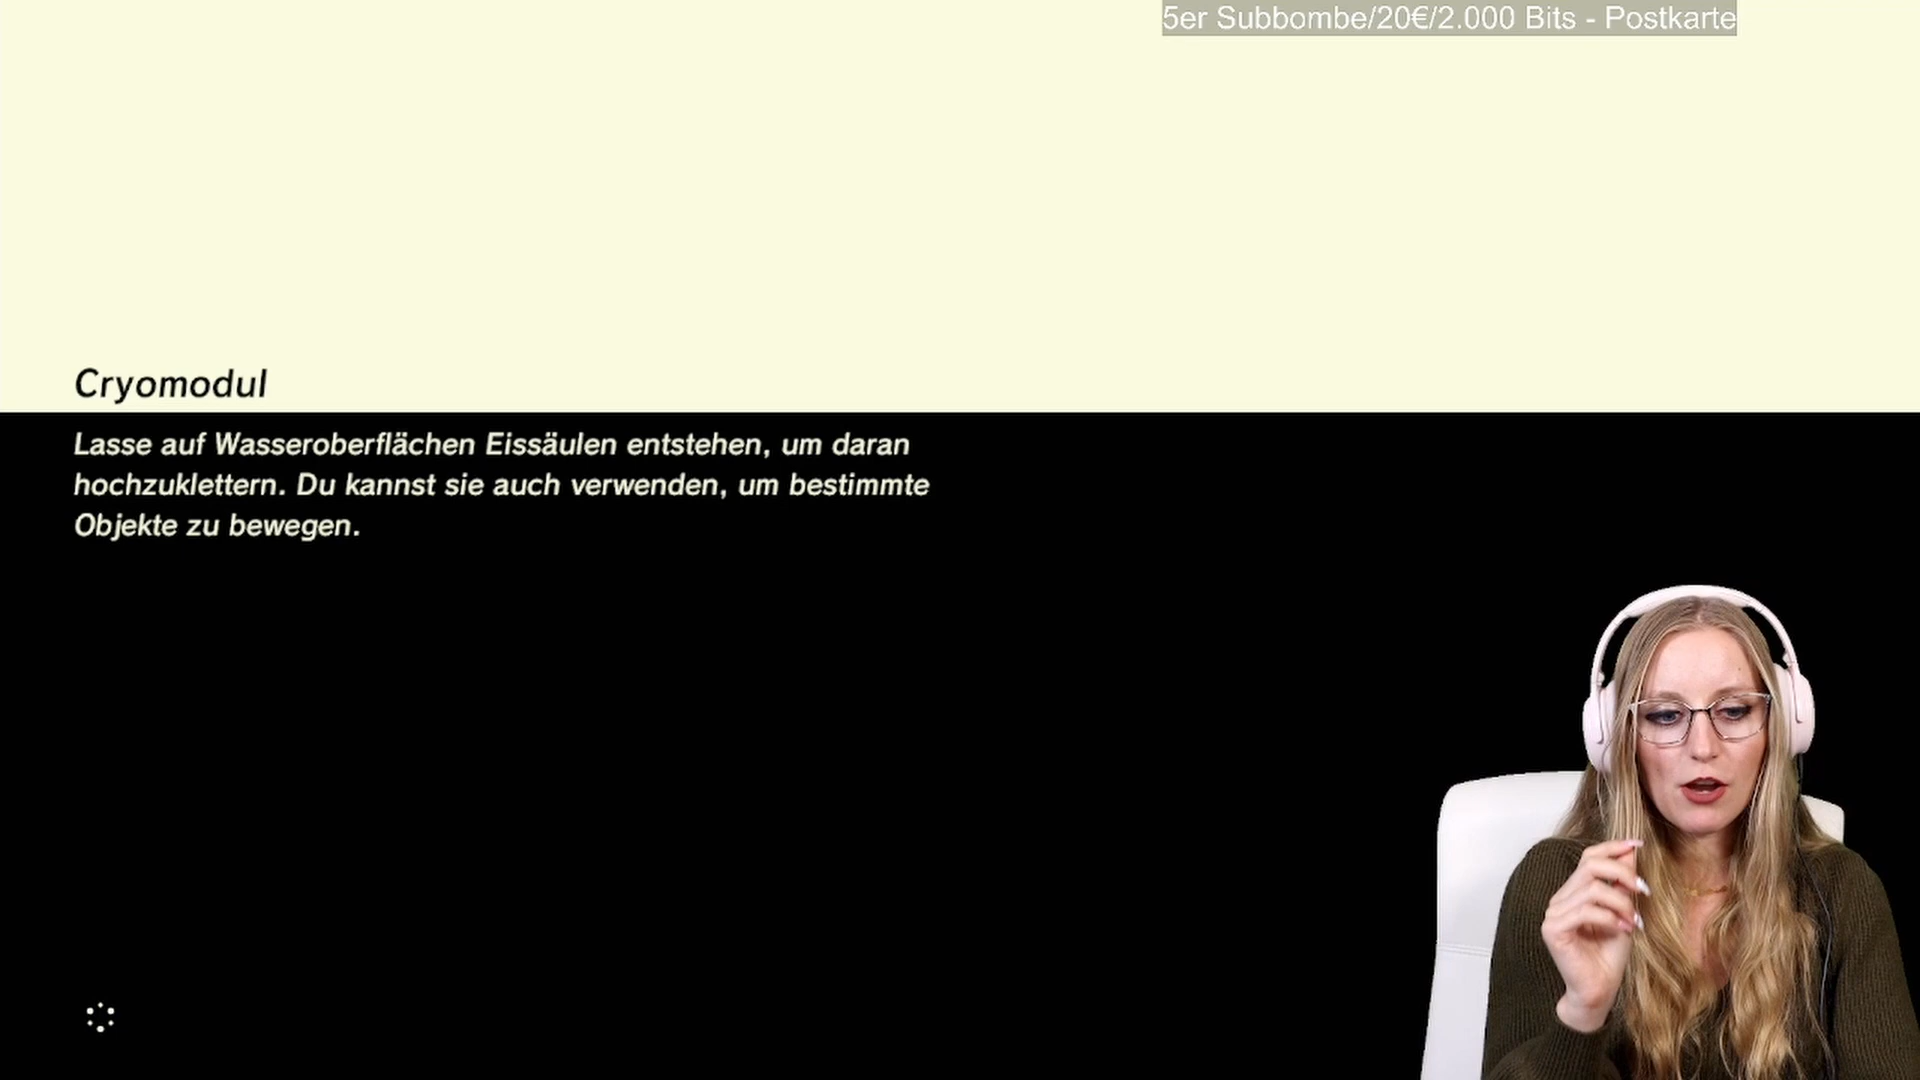 5er Subbombe/20€/2.000 Bits - Postkarte
Cryomodul
Lasse auf Wasseroberflächen Eissäulen entstehen, um daran
hochzuklettern. Du kannst sie auch verwenden, um bestimmte
Objekte zu bewegen.